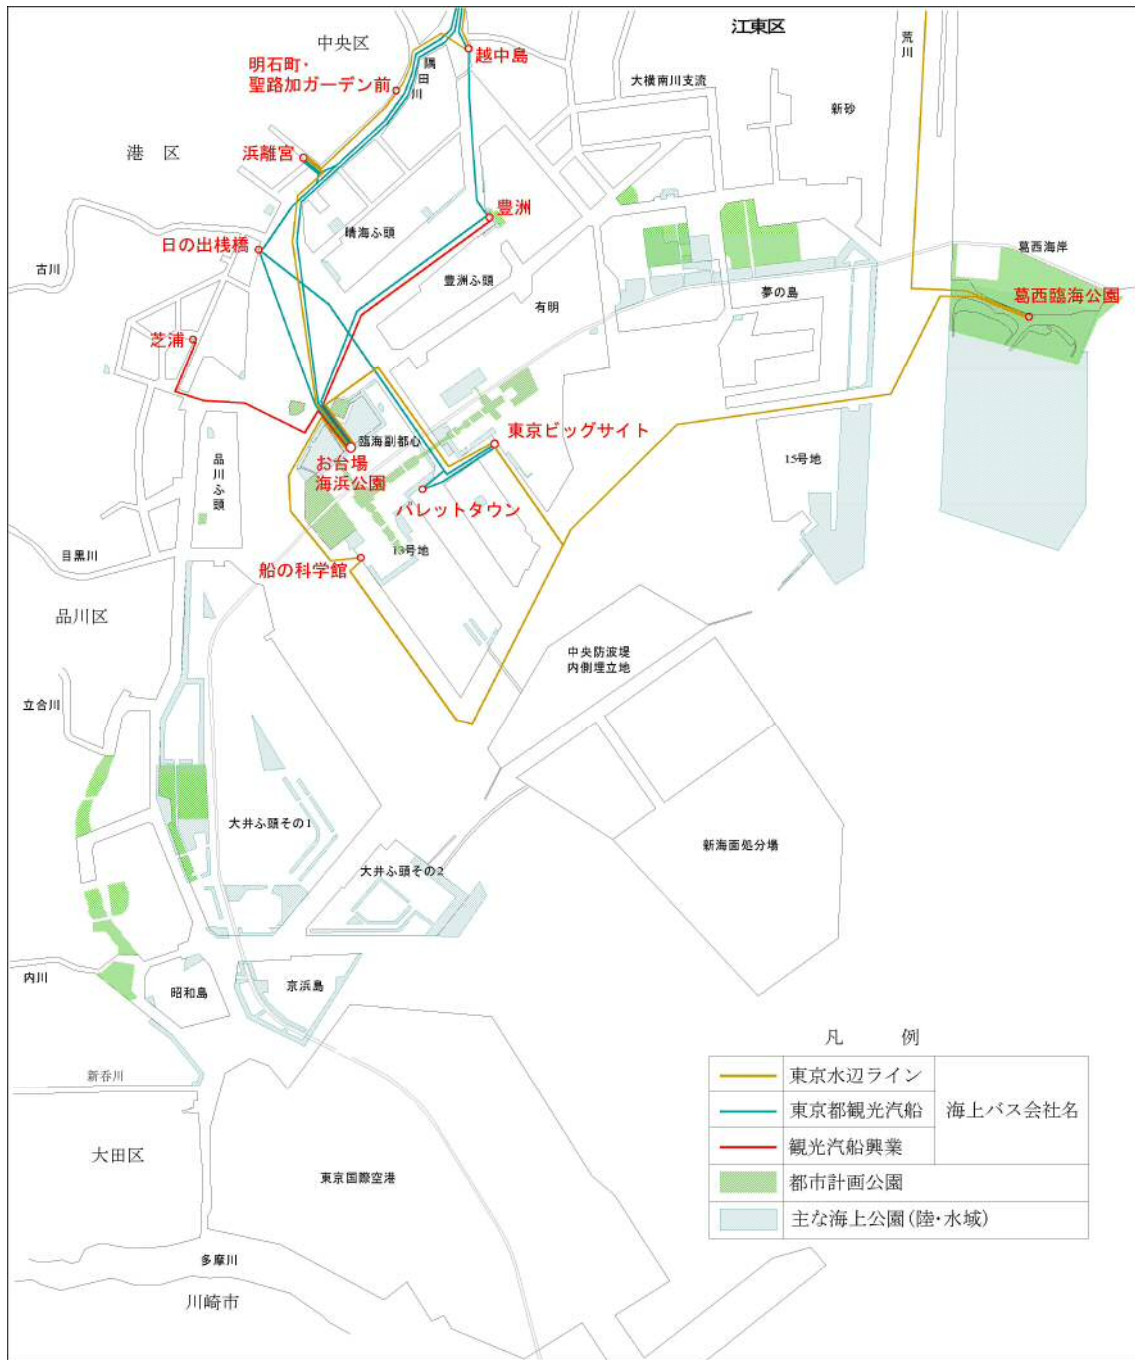 江東区
中央区
荒川
越中島
明石町・
聖路加ガーデン前
隅田川
大横南川支流
新砂
港 区
浜離宮
豊洲
晴海ふ頭
日の出桟橋
葛西海岸
古川
豊洲ふ頭
有明
夢の島
葛西臨海公園
芝浦
東京ビッグサイト
臨海副都心
お台場
海浜公園
15号地
品川ふ頭
パレットタウン
13号地
目黒川
船の科学館
品川区
中央防波堤
内側埋立地
立合川
大井ふ頭その1
新海面処分場
大井ふ頭その2
内川
昭和島
京浜島
凡 例
新呑川
東京水辺ライン
東京都観光汽船
海上バス会社名
観光汽船興業
大田区
東京国際空港
都市計画公園
主な海上公園(陸・水域)
多摩川
川崎市